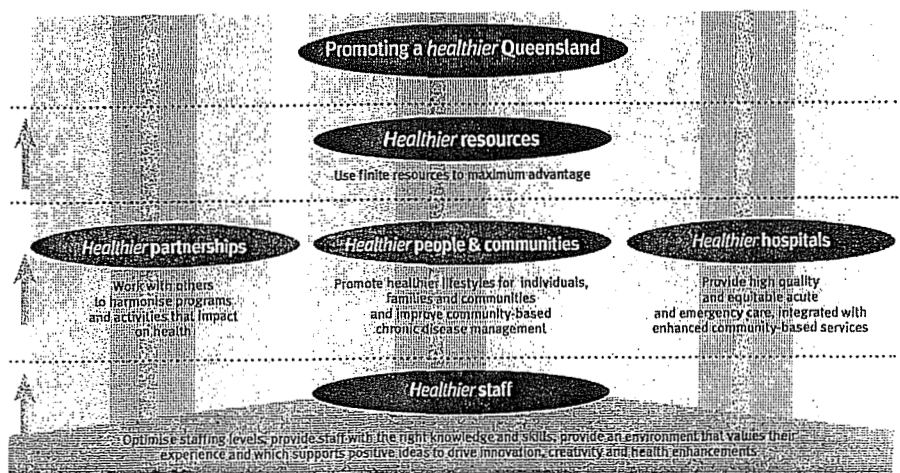 Promoting a healthier Queensland
Healthier resources
Use finite resources to maximum advantage
Healthier partnerships
Work with others
to harmonise programs
and activities that impact
on health
Healthier people & communities
Promote healthier lifestyles for individuals,
families and communities
and improve community-based
chronic disease management
Healthier hospitals
Provide high quality
and equitable acute
and emergency care, integrated with
enhanced community-based services
Healthier staff
Optimise staffing levels, provide staff with the right knowledge and skills, provide an environment that values their
experience and which supports positive ideas to drive innovation, creativity and health enhancements